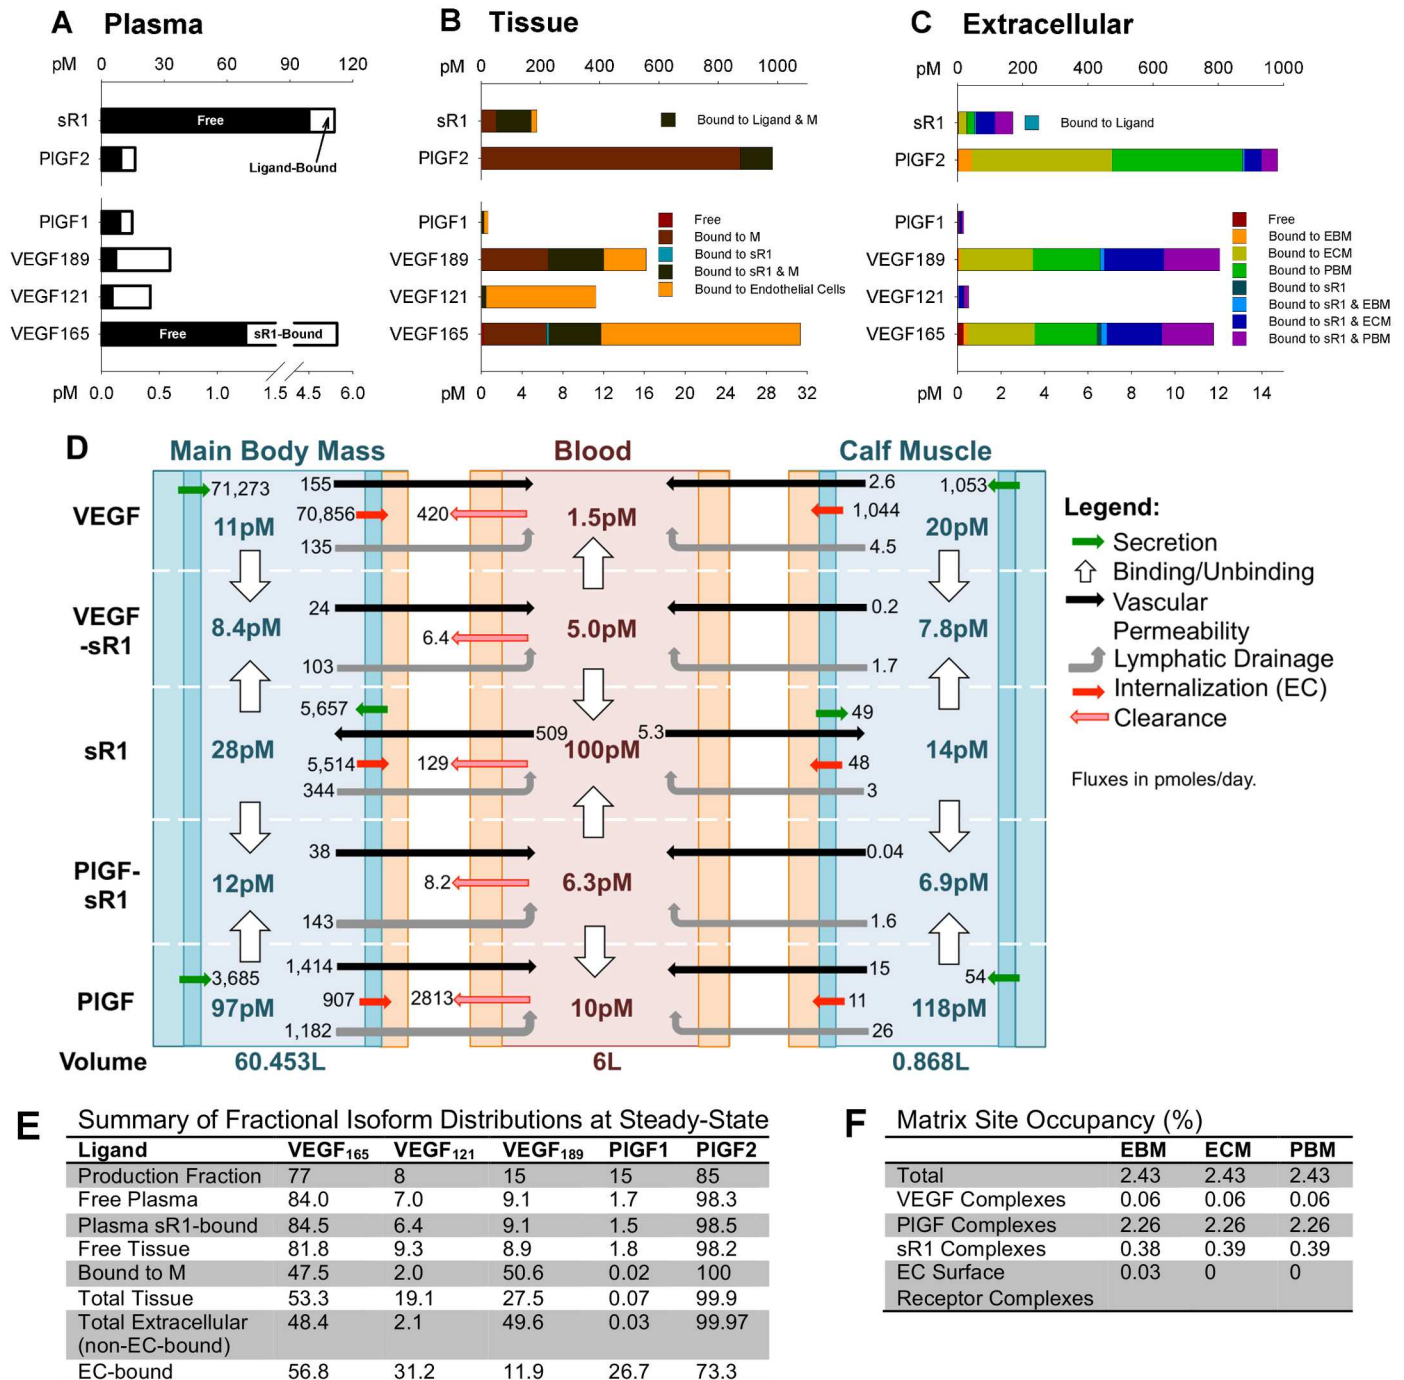 A Plasma
pM 0 30 60 90 120
sR1 Free
PlGF2
Ligand-Bound
PlGF1
VEGF189
VEGF121
VEGF165 Free sR1-Bound
pM 0.0 0.5 1.0 1.5 4.5 6.0
B Tissue
pM 0 200 400 600 800 1000
sR1 Bound to Ligand & M
PlGF2
PlGF1 Free
Bound to M
VEGF189 Bound to sR1
Bound to sR1 & M
VEGF121 Bound to Endothelial Cells
VEGF165
pM 0 4 8 12 16 20 24 28 32
C Extracellular
pM 0 200 400 600 800 1000
sR1 Bound to Ligand
PlGF2
PlGF1 Free
Bound to EBM
VEGF189 Bound to ECM
Bound to PBM
VEGF121 Bound to sR1
Bound to sR1 & EBM
Bound to sR1 & ECM
VEGF165 Bound to sR1 & PBM
pM 0 2 4 6 8 10 12 14
D Main Body Mass Blood Calf Muscle
71,273 155 2.6 1,053
VEGF 11pM 70,856 420 1.5pM 1,044 20pM
135 4.5
VEGF
-sR1
24 0.2
8.4pM 6.4 5.0pM 7.8pM
103 1.7
5,657 49
509 5.3
sR1 28pM 5,514 129 100pM 48 14pM
344 3
PlGF-
sR1
38 0.04
12pM 8.2 6.3pM 6.9pM
143 1.6
3,685 1,414 15 54
PlGF 97pM 907 2813 10pM 11 118pM
1,182 26
Volume 60.453L 6L 0.868L
Legend:
Secretion
Binding/Unbinding
Vascular
Permeability
Lymphatic Drainage
Internalization (EC)
Clearance
Fluxes in pmoles/day.
E Summary of Fractional Isoform Distributions at Steady-State
Ligand VEGF165 VEGF121 VEGF189 PlGF1 PlGF2
Production Fraction 77 8 15 15 85
Free Plasma 84.0 7.0 9.1 1.7 98.3
Plasma sR1-bound 84.5 6.4 9.1 1.5 98.5
Free Tissue 81.8 9.3 8.9 1.8 98.2
Bound to M 47.5 2.0 50.6 0.02 100
Total Tissue 53.3 19.1 27.5 0.07 99.9
Total Extracellular 48.4 2.1 49.6 0.03 99.97
(non-EC-bound)
EC-bound 56.8 31.2 11.9 26.7 73.3
F Matrix Site Occupancy (%)
EBM ECM PBM
Total 2.43 2.43 2.43
VEGF Complexes 0.06 0.06 0.06
PlGF Complexes 2.26 2.26 2.26
sR1 Complexes 0.38 0.39 0.39
EC Surface 0.03 0 0
Receptor Complexes